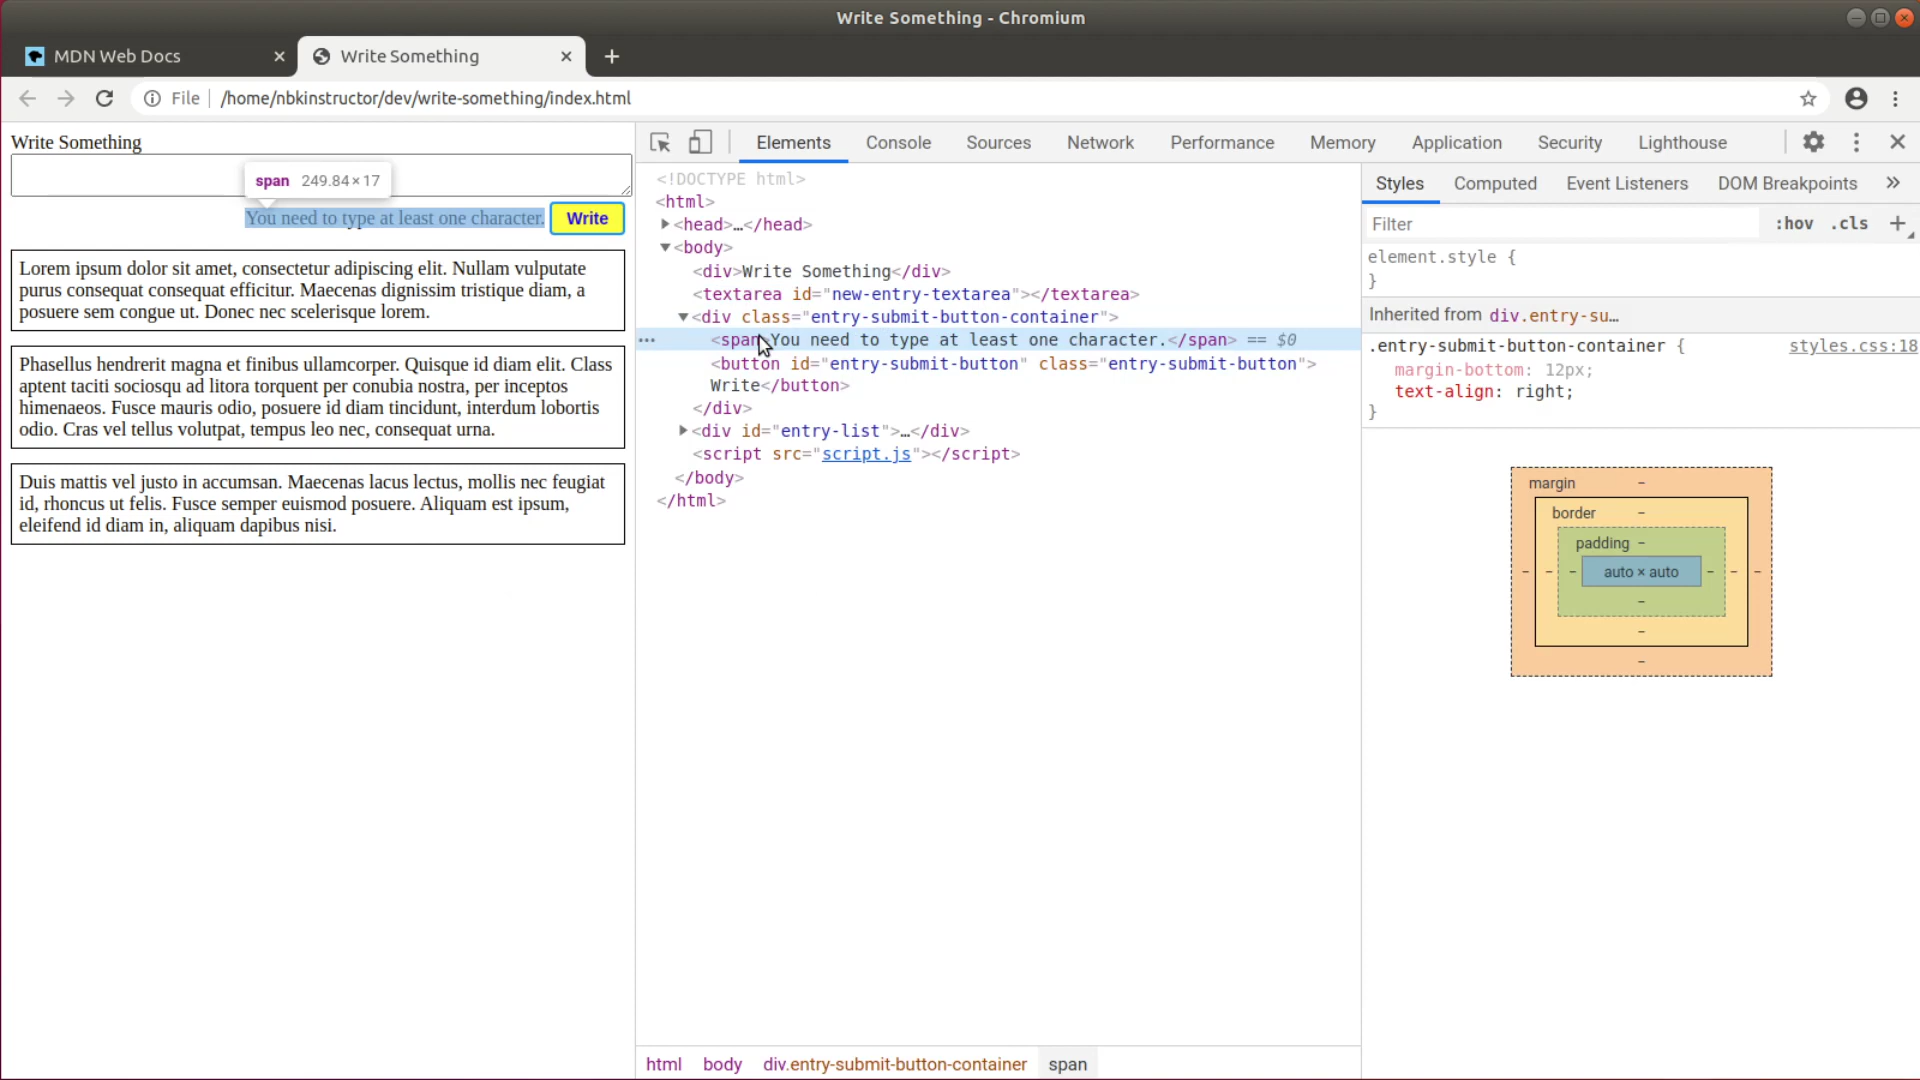 Write Something - Chromium
MDN Web Docs
Write Something
File
/home/nbkinstructor/dev/write-something/index.html
Write Something
span 249.84×17
You need to type at least one character.
Write
Lorem ipsum dolor sit amet, consectetur adipiscing elit. Nullam vulputate
purus consequat consequat efficitur. Maecenas dignissim tristique diam, a
posuere sem congue ut. Donec nec scelerisque lorem.
Phasellus hendrerit magna et finibus ullamcorper. Quisque id diam elit. Class
aptent taciti sociosqu ad litora torquent per conubia nostra, per inceptos
himenaeos. Fusce mauris odio, posuere id diam tincidunt, interdum lobortis
odio. Cras vel tellus volutpat, tempus leo nec, consequat urna.
Duis mattis vel justo in accumsan. Maecenas lacus lectus, mollis nec feugiat
id, rhoncus ut felis. Fusce semper euismod posuere. Aliquam est ipsum,
eleifend id diam in, aliquam dapibus nisi.
Elements
Console
Sources
Network
Performance
Memory
Application
Security
Lighthouse
<!DOCTYPE html>
<html>
<head>…</head>
<body>
<div>Write Something</div>
<textarea id="new-entry-textarea"></textarea>
<div class="entry-submit-button-container">
<span>You need to type at least one character.</span> == $0
<button id="entry-submit-button" class="entry-submit-button">
Write</button>
</div>
<div id="entry-list">…</div>
<script src="script.js"></script>
</body>
</html>
html
body
div.entry-submit-button-container
span
Styles
Computed
Event Listeners
DOM Breakpoints
Filter
:hov
.cls
element.style {
}
Inherited from div.entry-su…
.entry-submit-button-container {
styles.css:18
margin-bottom: 12px;
text-align: right;
}
margin
border
padding
auto × auto